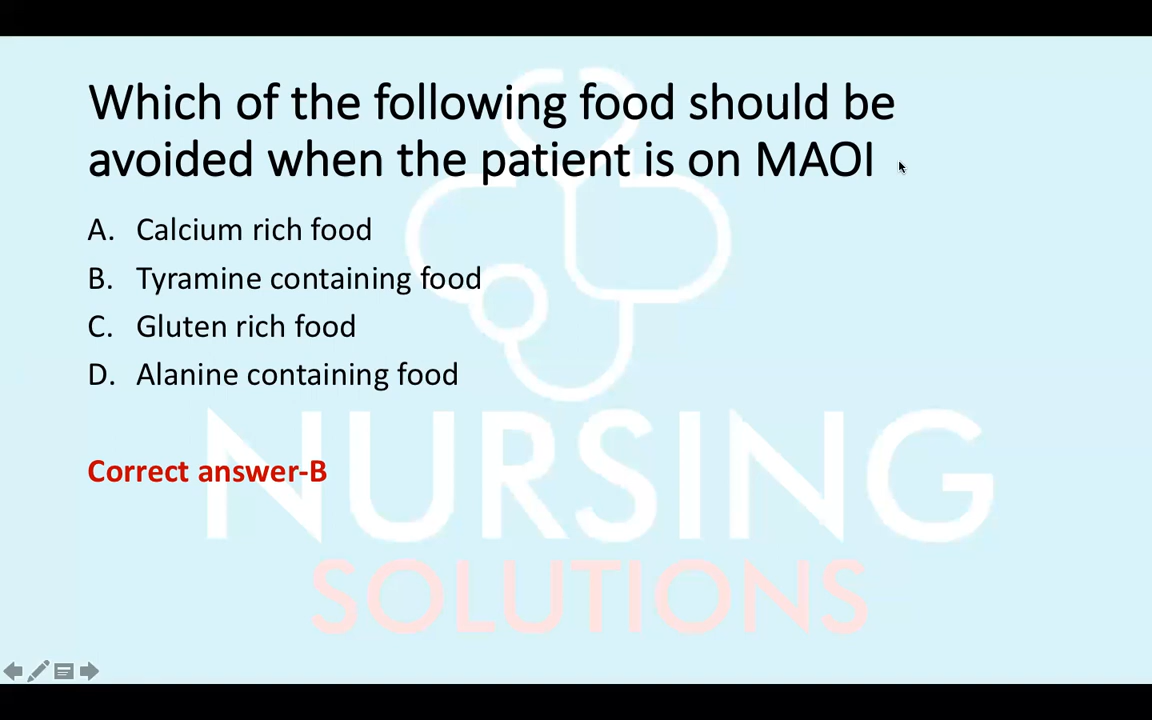 Which of the following food should be
avoided when the patient is on MAOI
A. Calcium rich food
B. Tyramine containing food
C. Gluten rich food
D. Alanine containing food
Correct answer-B
NURSING
SOLUTIONS